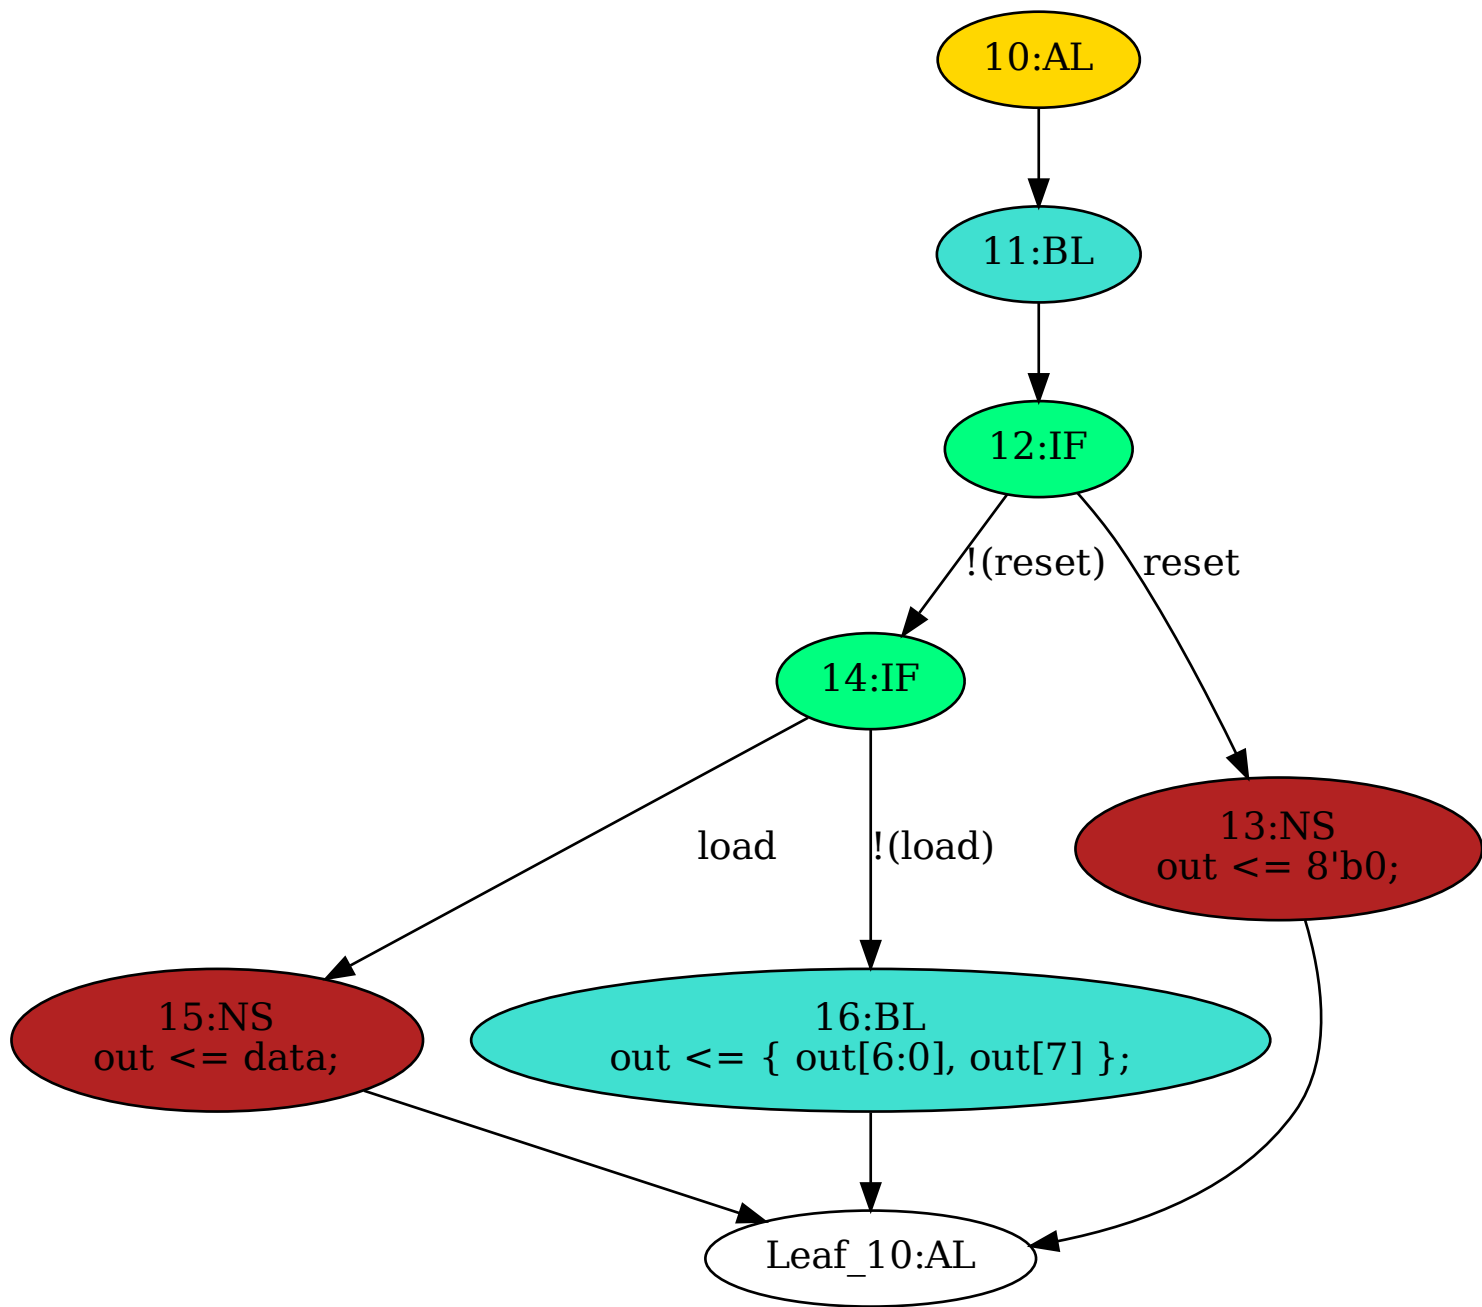 10:AL
11:BL
12:IF
!(reset)
reset
14:IF
13:NS
out <= 8'b0;
load
!(load)
15:NS
out <= data;
16:BL
out <= { out[6:0], out[7] };
Leaf_10:AL